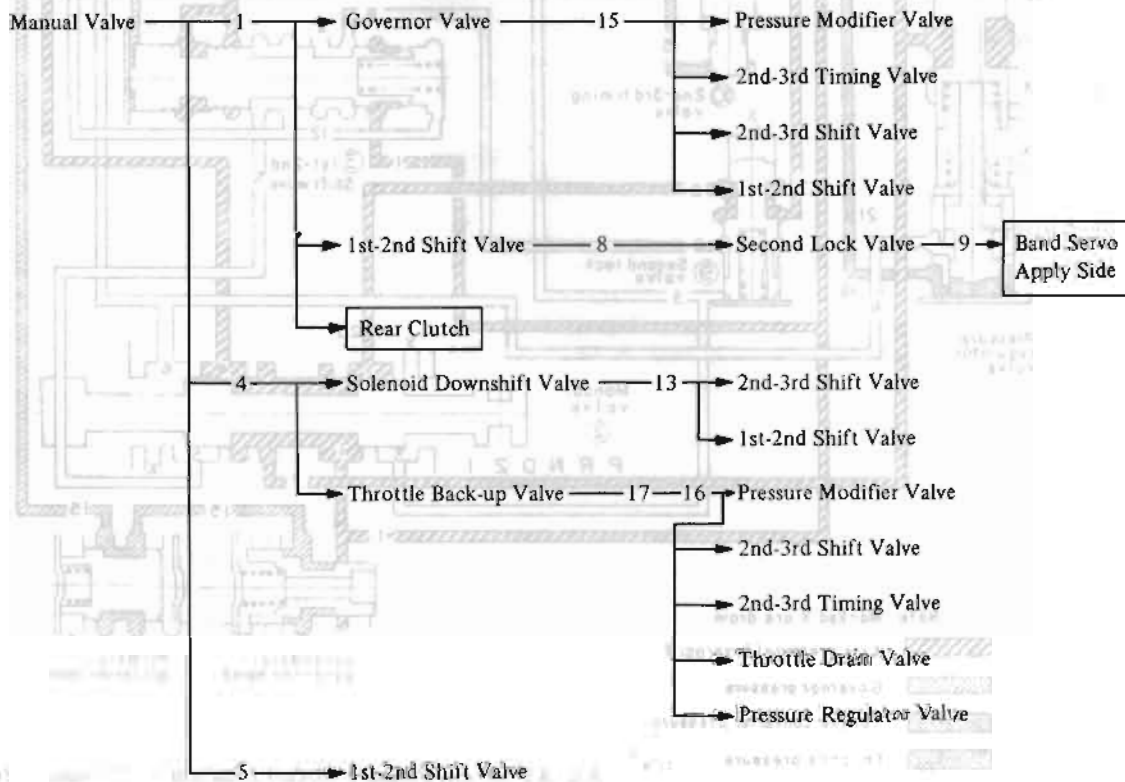 Manual Valve 1 Governor Valve 15 Pressure Modifier Valve
2nd-3rd Timing Valve
2nd-3rd Shift Valve
1st-2nd Shift Valve
1st-2nd Shift Valve 8 Second Lock Valve 9 Band Servo
Apply Side
Rear Clutch
4 Solenoid Downshift Valve 13 2nd-3rd Shift Valve
1st-2nd Shift Valve
Throttle Back-up Valve 17 16 Pressure Modifier Valve
2nd-3rd Shift Valve
2nd-3rd Timing Valve
Throttle Drain Valve
Pressure Regulator Valve
5 1st-2nd Shift Valve